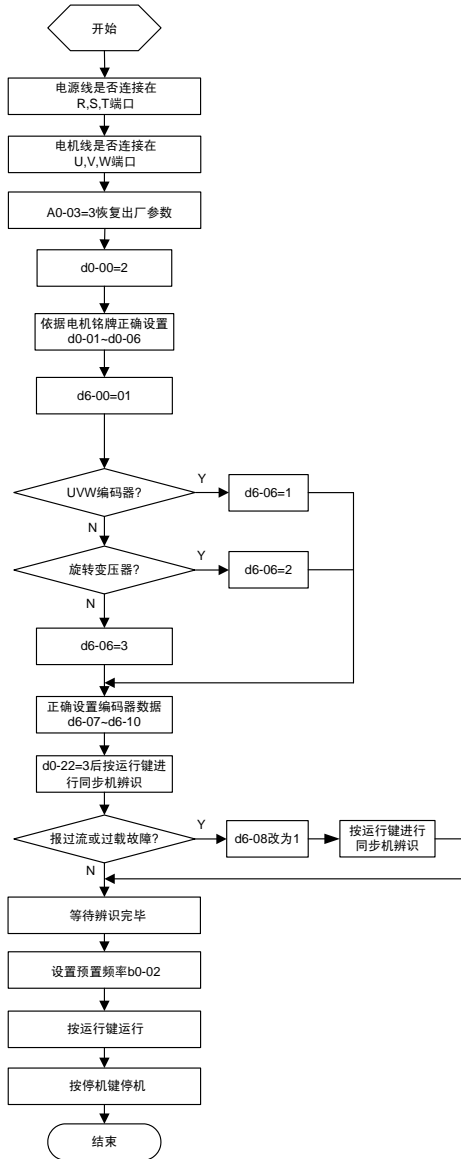 开始
电源线是否连接在
R,S,T端口
电机线是否连接在
U,V,W端口
A0-03=3恢复出厂参数
d0-00=2
依据电机铭牌正确设置
d0-01~d0-06
d6-00=01
UVW编码器?
Y
d6-06=1
N
旋转变压器?
Y
d6-06=2
N
d6-06=3
正确设置编码器数据
d6-07~d6-10
d0-22=3后按运行键进
行同步机辨识
报过流或过载故障?
Y
d6-08改为1
按运行键进行
同步机辨识
N
等待辨识完毕
设置预置频率b0-02
按运行键运行
按停机键停机
结束